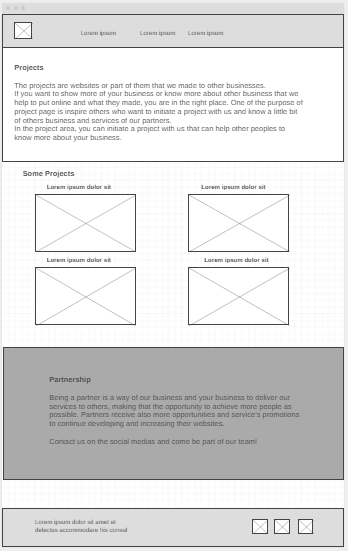 Lorem ipsum Lorem ipsum Lorem ipsum
Projects
The projects are websites or part of them that we made to other businesses.
If you want to show more of your business or know more about other business that we
help to put online and what they made, you are in the right place. One of the purpose of
project page is inspire others who want to initiate a project with us and know a little bit
of others business and services of our partners.
In the project area, you can initiate a project with us that can help other peoples to
know more about your business.
Some Projects
Lorem ipsum dolor sit
Lorem ipsum dolor sit
Lorem ipsum dolor sit
Lorem ipsum dolor sit
Partnership
Being a partner is a way of our business and your business to deliver our
services to others, making that the opportunity to achieve more people as
possible. Partners receive also more opportunities and service's promotions
to continue developing and increasing their websites.
Contact us on the social medias and come be part of our team!
Lorem ipsum dolor sit amet et
delectus accommodare his consul